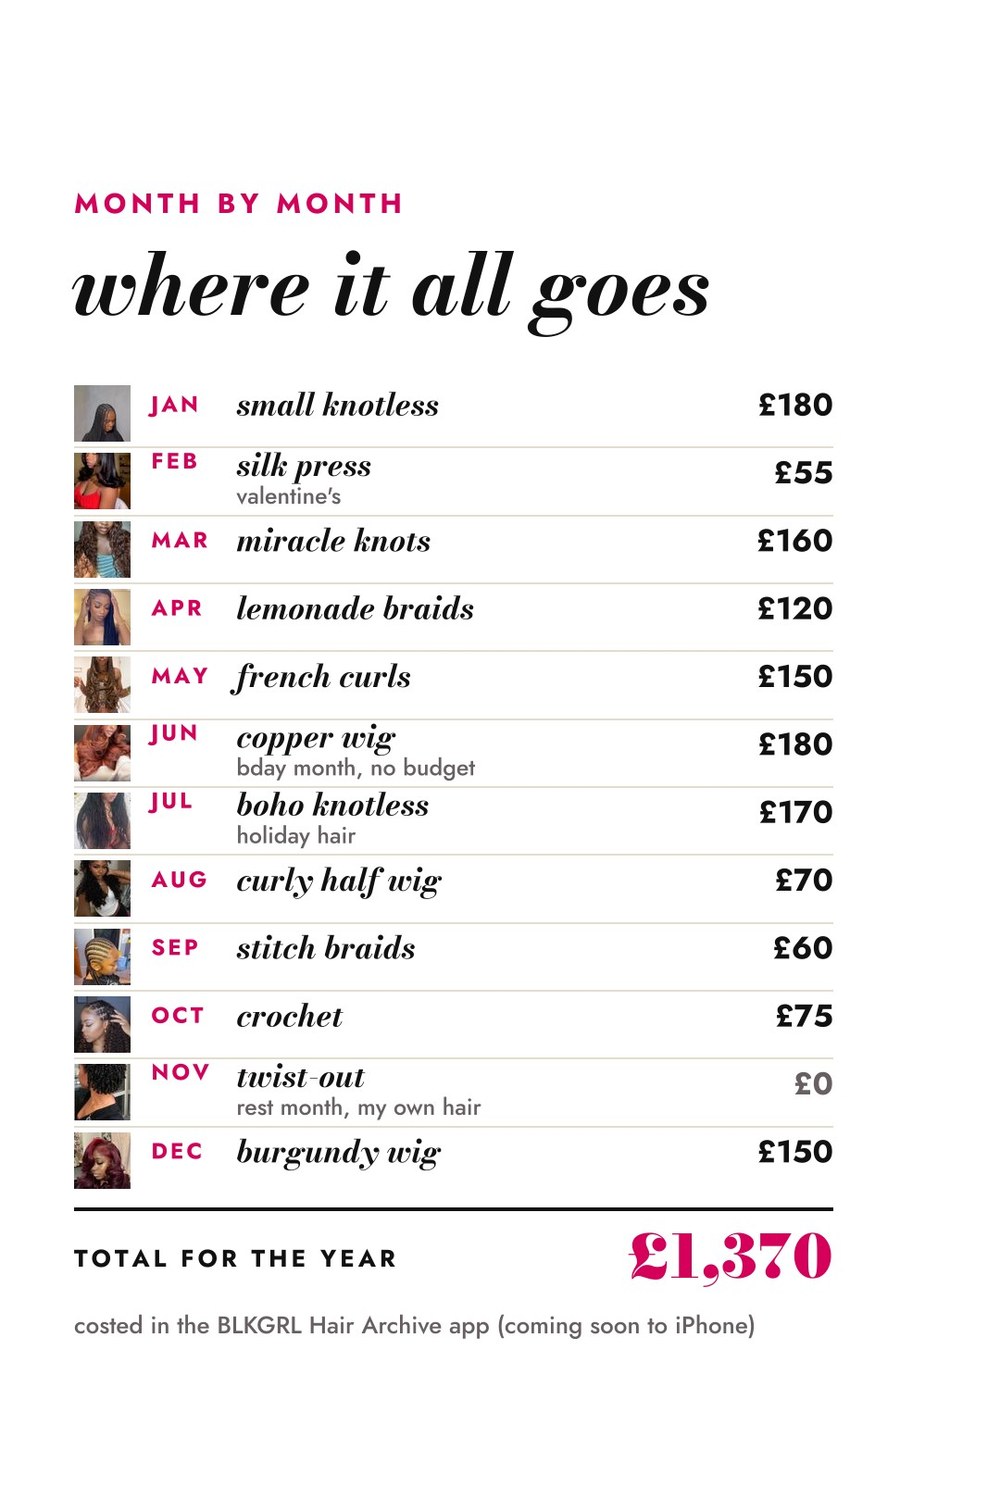 MONTH BY MONTH
where it all goes
JAN small knotless £180
FEB silk press £55
valentine's
MAR miracle knots £160
APR lemonade braids £120
MAY french curls £150
JUN copper wig £180
bday month, no budget
JUL boho knotless £170
holiday hair
AUG curly half wig £70
SEP stitch braids £60
OCT crochet £75
NOV twist-out £0
rest month, my own hair
DEC burgundy wig £150
TOTAL FOR THE YEAR £1,370
costed in the BLKGRL Hair Archive app (coming soon to iPhone)